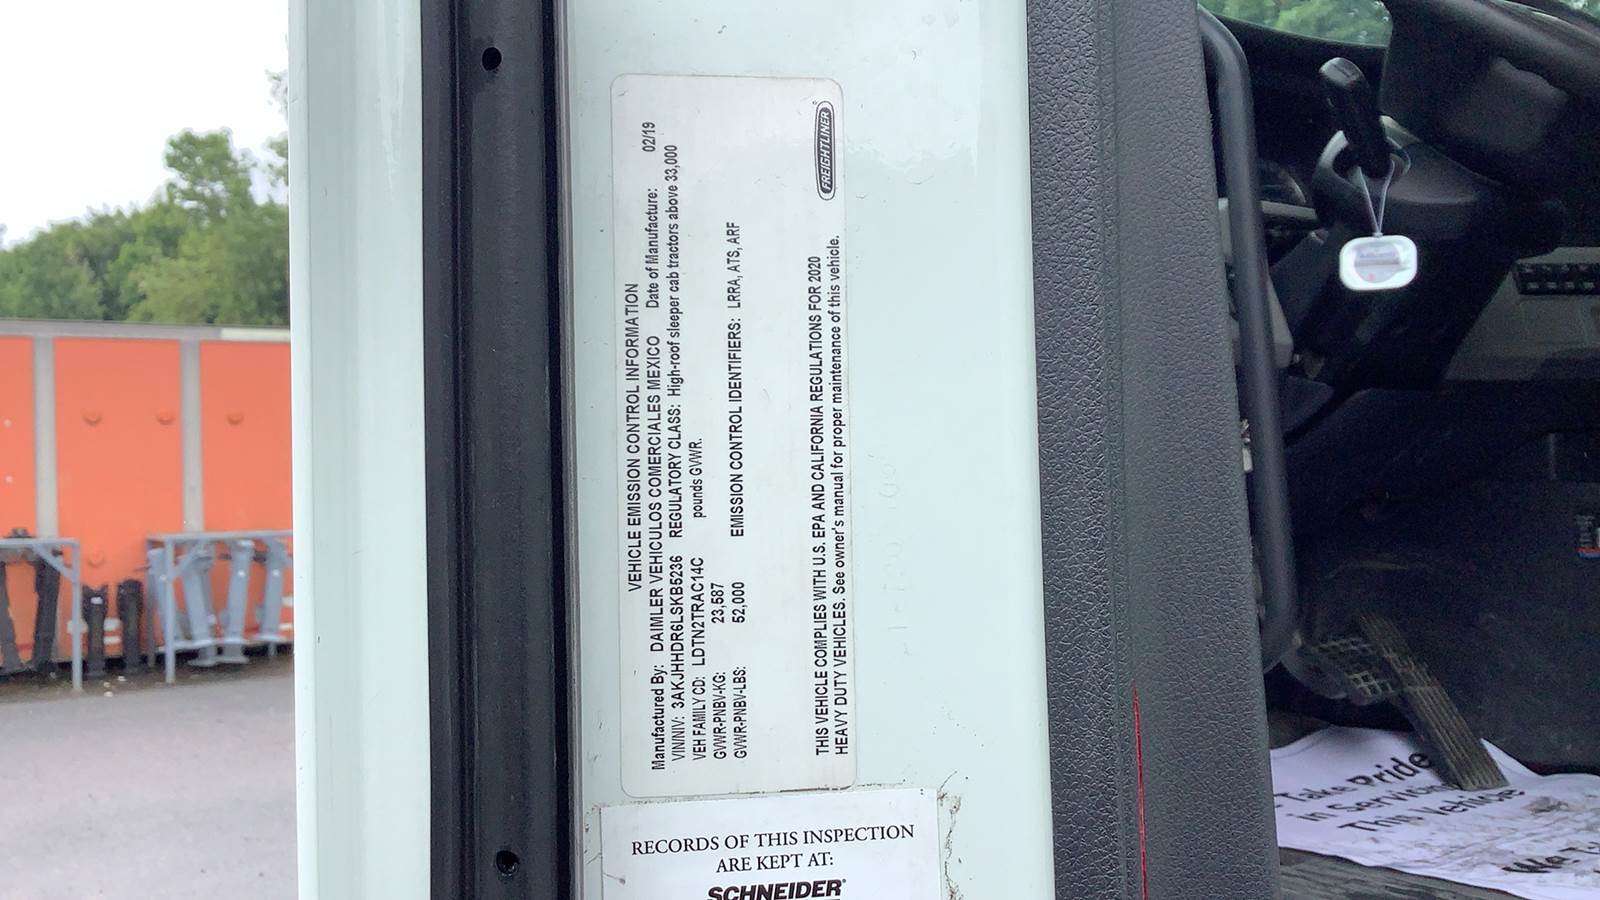 VEHICLE EMISSION CONTROL INFORMATION
Manufactured By: DAIMLER VEHICULOS COMERCIALES MEXICO Date of Manufacture: 02/19
VIN/NIV: 3AKJHHDR6LSKB5236 REGULATORY CLASS: High-roof sleeper cab tractors above 33,000
VEH FAMILY CD: LDTN2TRAC14C pounds GVWR.
GVWR-PNBV-KG: 23,587
GVWR-PNBV-LBS: 52,000 EMISSION CONTROL IDENTIFIERS: LRRA, ATS, ARF
THIS VEHICLE COMPLIES WITH U.S. EPA AND CALIFORNIA REGULATIONS FOR 2020
HEAVY DUTY VEHICLES. See owner's manual for proper maintenance of this vehicle.
FREIGHTLINER
RECORDS OF THIS INSPECTION
ARE KEPT AT:
SCHNEIDER
Take Pride
in Servicing
This Vehicle
We